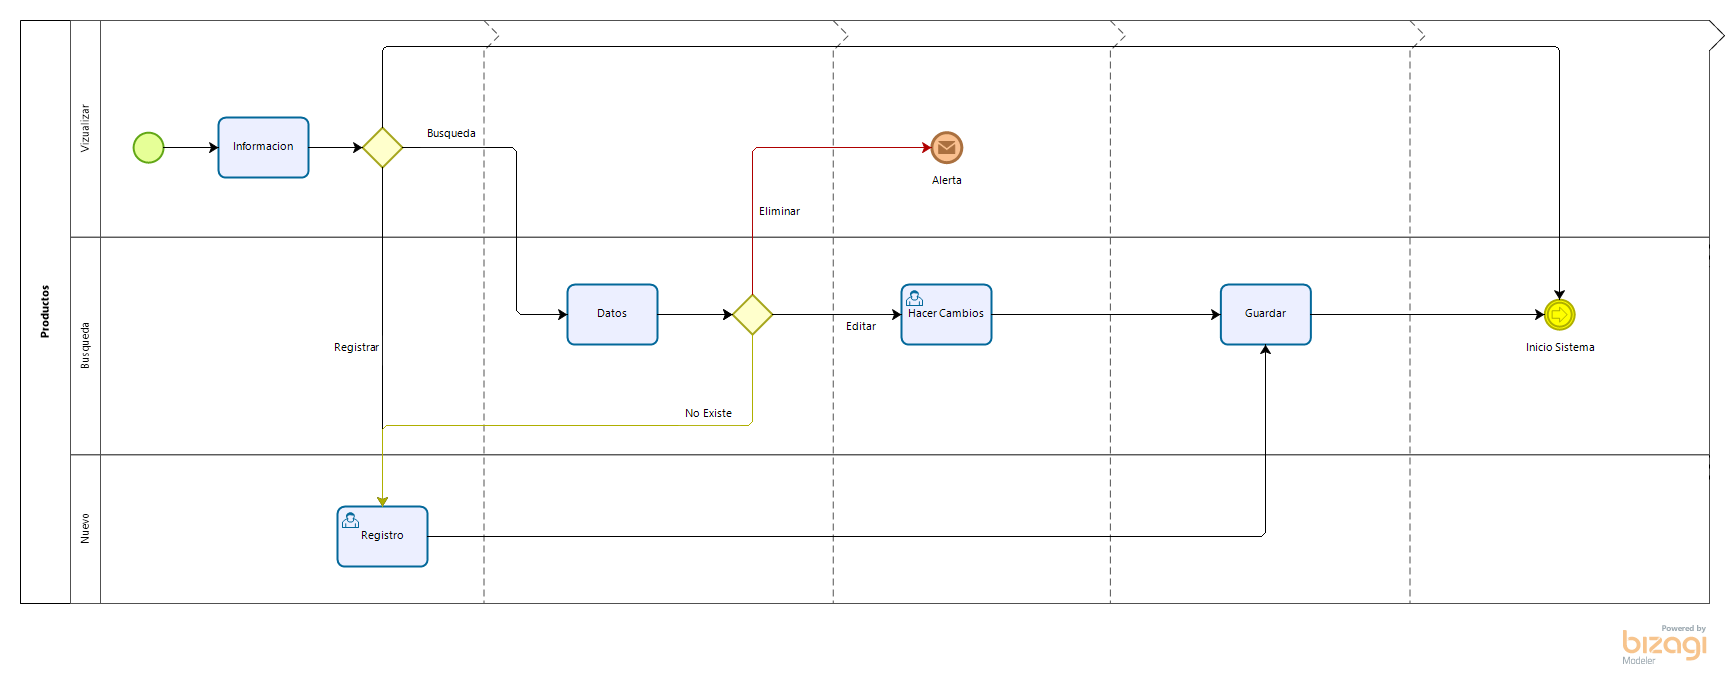 Productos
Vizualizar
Informacion
Busqueda
Alerta
Eliminar
Busqueda
Datos
Hacer Cambios
Editar
Guardar
Inicio Sistema
Registrar
No Existe
Nuevo
Registro
Powered by
bizagi
Modeler